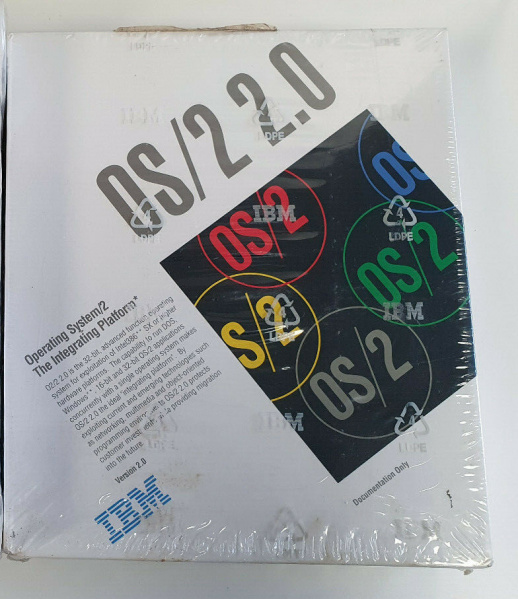 OS/2 2.0
OS/2
OS/2
OS/2
S/2
OS/2
Operating System/2
The Integrating Platform*
OS/2 2.0 is the 32-bit, advanced function operating
system for exploitation of Intel386 ** SX or higher
hardware platforms. The capability to run DOS,
Windows **, 16-bit and 32-bit OS/2 applications
concurrently with a single operating system makes
OS/2 2.0 the ideal "integrating platform". By
exploiting current and emerging technologies such
as networking, multimedia and object-oriented
programming OS/2 2.0 protects
customer providing migration
into the future.
Version 2.0
IBM
Documentation Only
IBM
IBM
IBM
4
LDPE
4
LDPE
LDPE